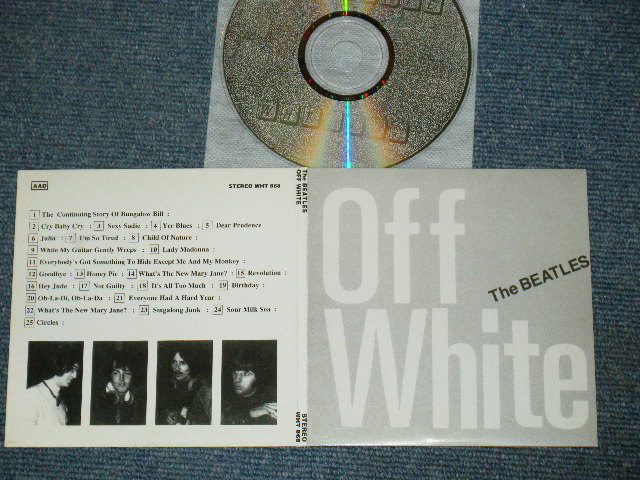 AAD
STEREO WHT 868
1 The Continuing Story Of Bungalow Bill :
2 Cry Baby Cry : 3 Sexy Sadie : 4 Yer Blues : 5 Dear Prudence
6 Julia : 7 I'm So Tired : 8 Child Of Nature :
9 While My Guitar Gently Weeps : 10 Lady Madonna :
11 Everybody's Got Something To Hide Except Me And My Monkey :
12 Goodbye : 13 Honey Pie : 14 What's The New Mary Jane? : 15 Revolution :
16 Hey Jude : 17 Not Guilty : 18 It's All Too Much : 19 Birthday :
20 Ob-La-Di, Ob-La-Da : 21 Everyone Had A Hard Year :
22 What's The New Mary Jane? : 23 Singalong Junk : 24 Sour Milk Sea :
25 Circles :
The BEATLES
OFF WHITE
STEREO
WHT 868
Off
The BEATLES
White